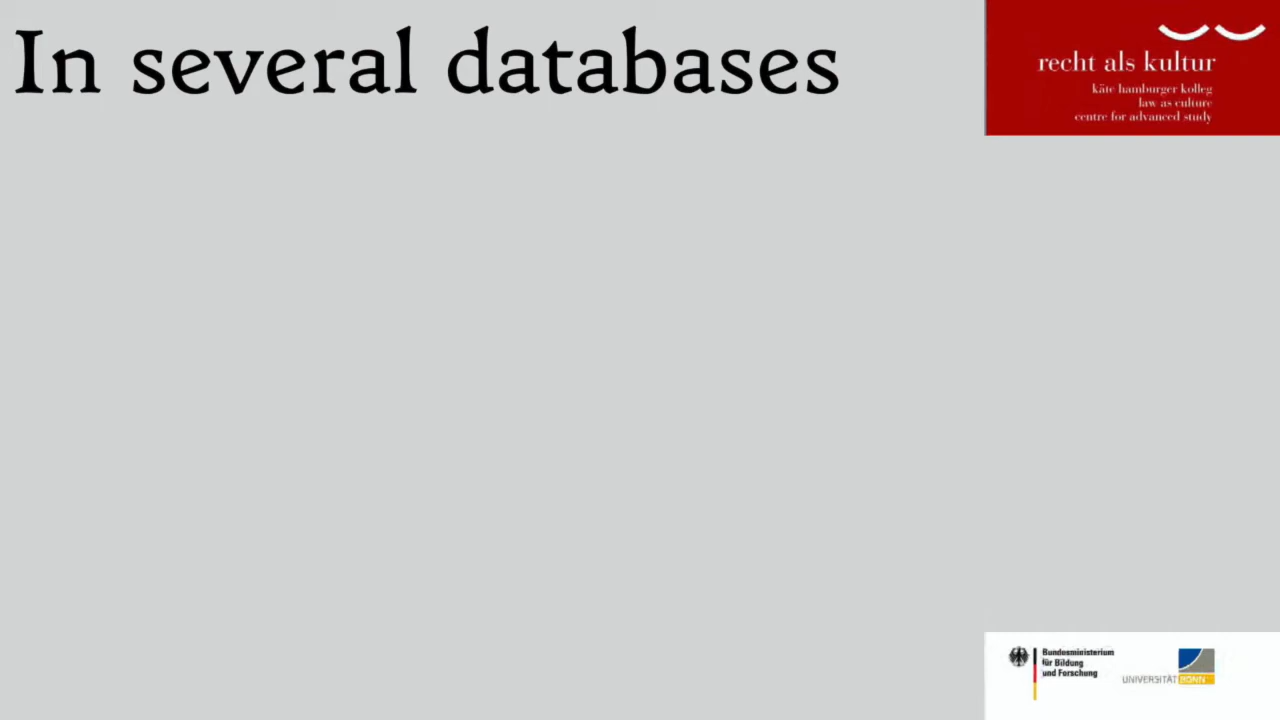 In several databases
recht als kultur
käte hamburger kolleg
law as culture
centre for advanced study
Bundesministerium
für Bildung
und Forschung
UNIVERSITÄT BONN